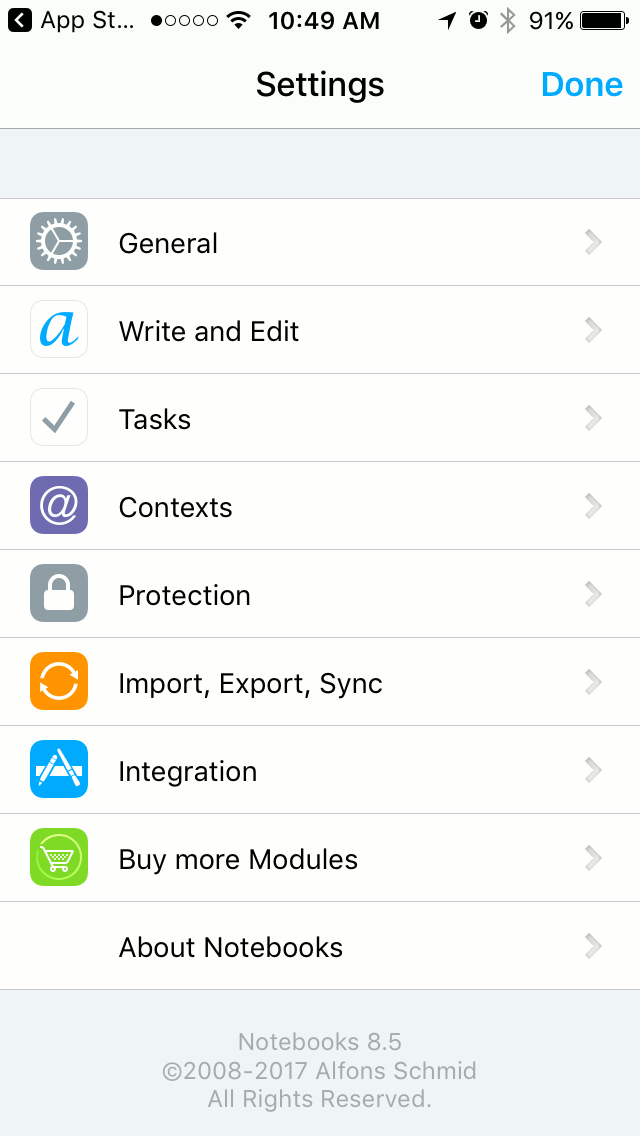 App St... 10:49 AM 91%
Settings
Done
General
Write and Edit
Tasks
Contexts
Protection
Import, Export, Sync
Integration
Buy more Modules
About Notebooks
Notebooks 8.5
©2008-2017 Alfons Schmid
All Rights Reserved.